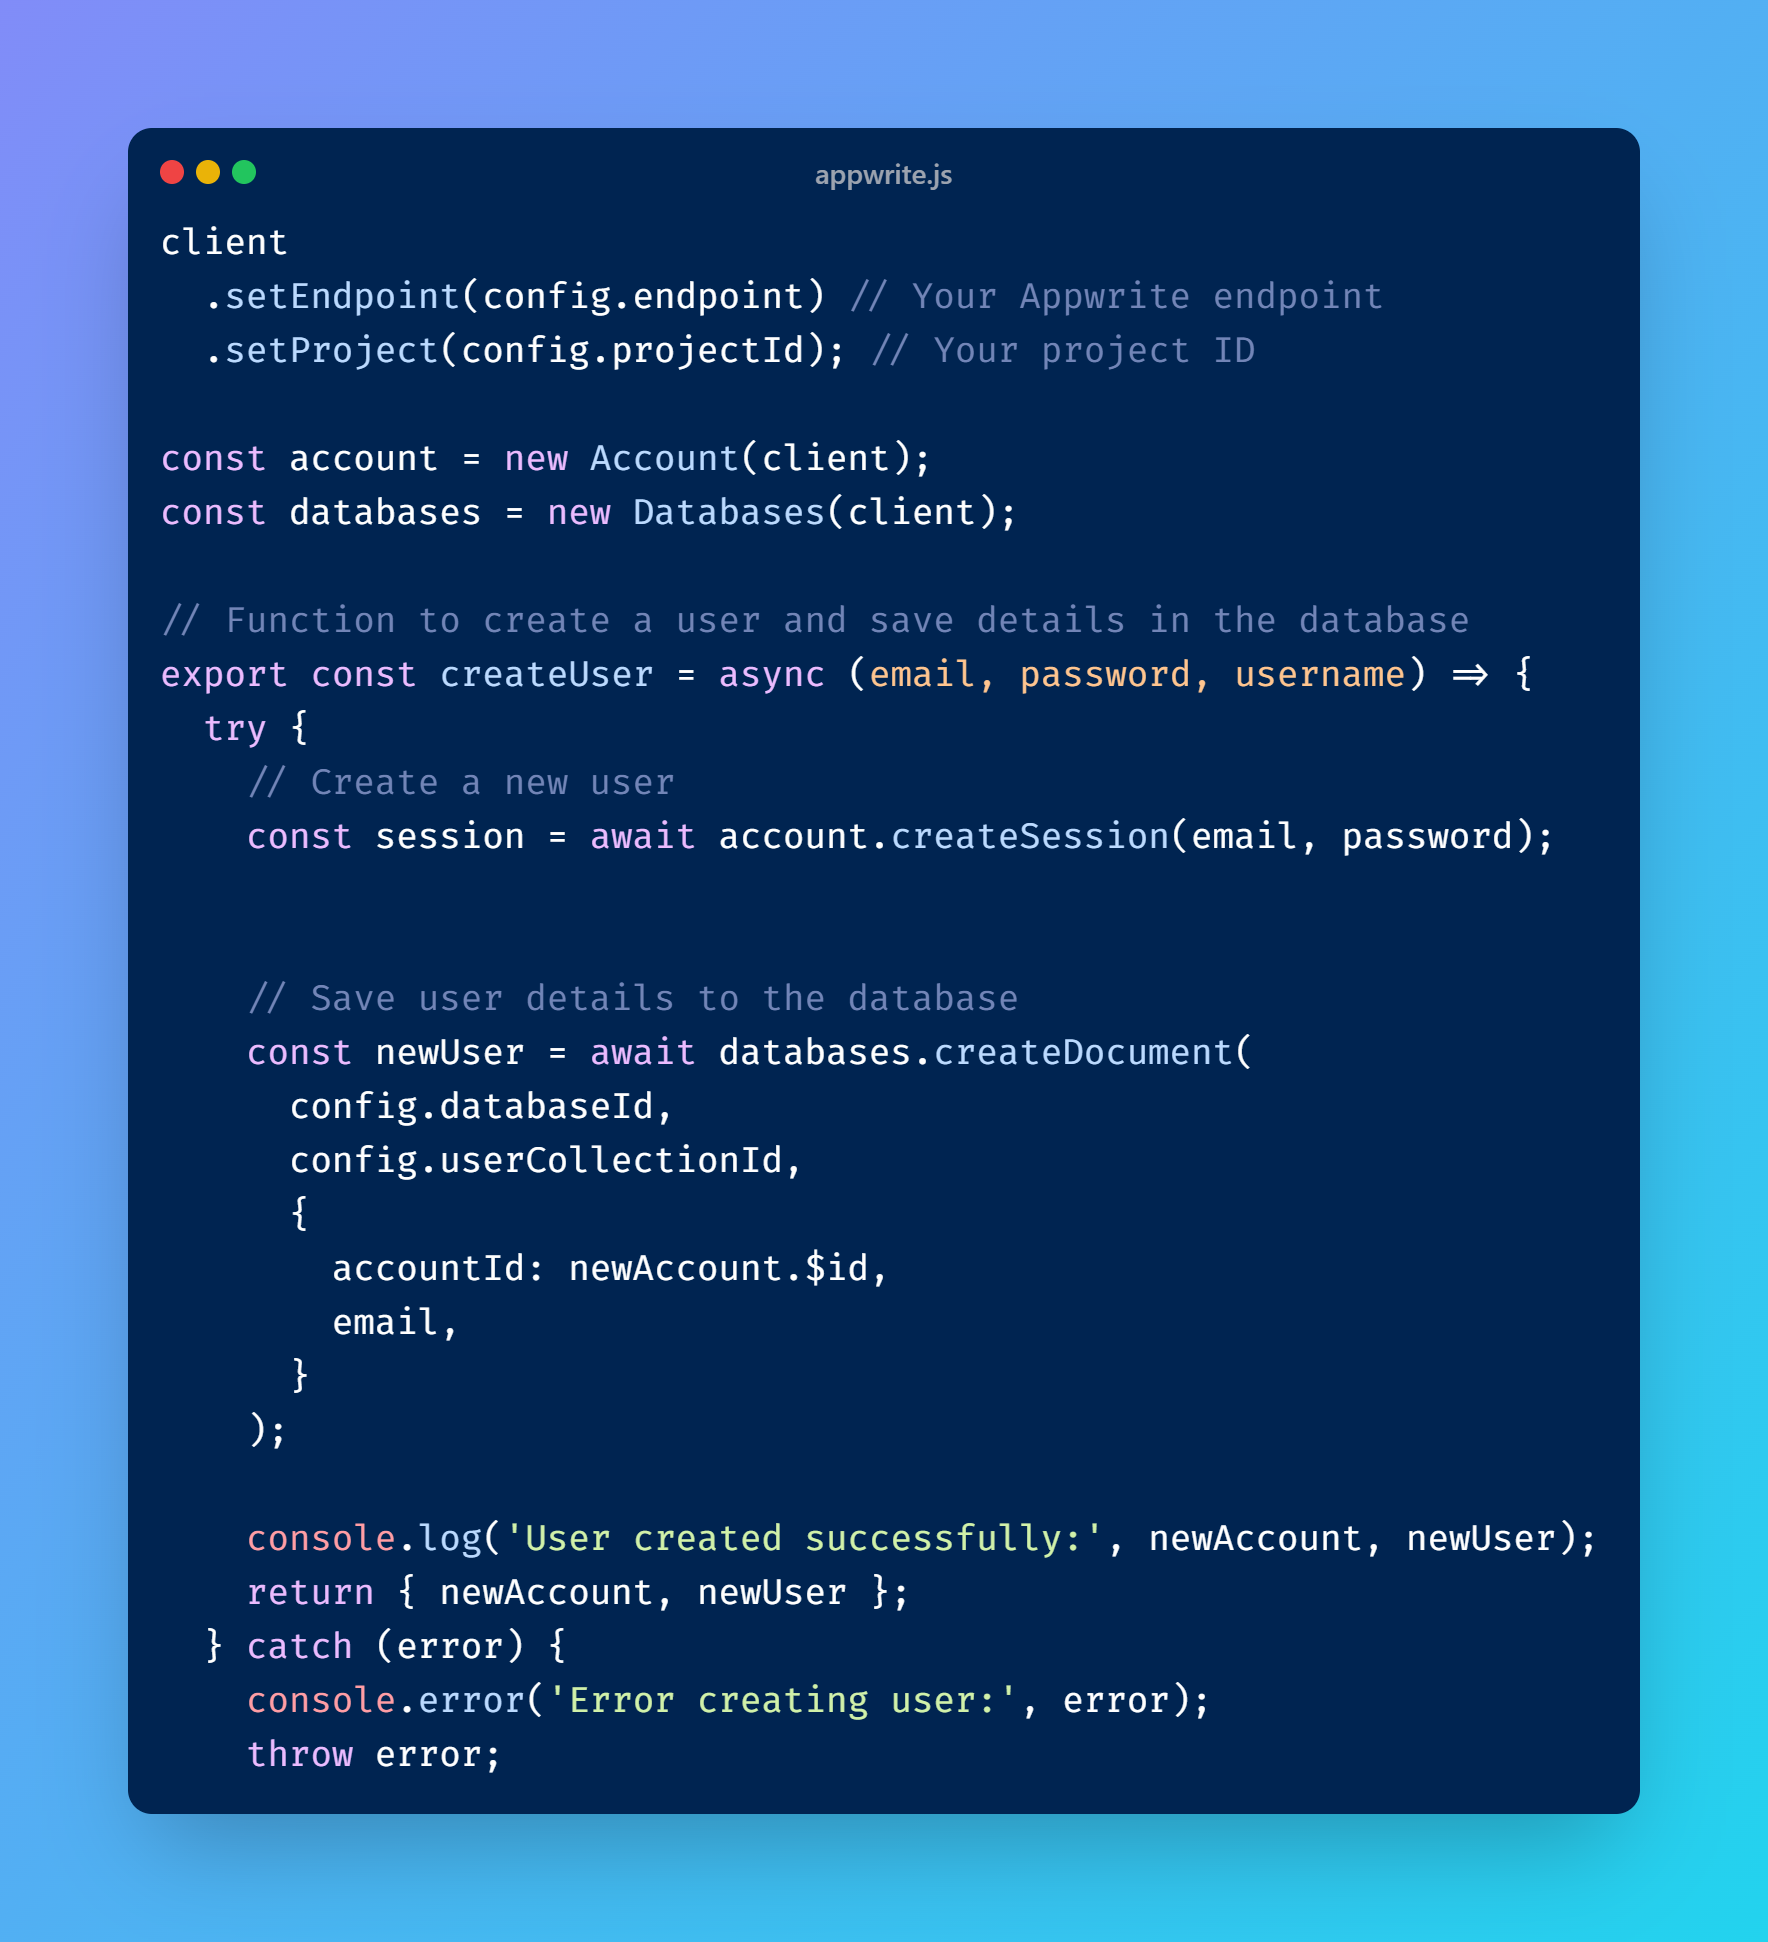 appwrite.js
client
  .setEndpoint(config.endpoint) // Your Appwrite endpoint
  .setProject(config.projectId); // Your project ID

const account = new Account(client);
const databases = new Databases(client);

// Function to create a user and save details in the database
export const createUser = async (email, password, username) => {
  try {
    // Create a new user
    const session = await account.createSession(email, password);


    // Save user details to the database
    const newUser = await databases.createDocument(
      config.databaseId,
      config.userCollectionId,
      {
        accountId: newAccount.$id,
        email,
      }
    );

    console.log('User created successfully:', newAccount, newUser);
    return { newAccount, newUser };
  } catch (error) {
    console.error('Error creating user:', error);
    throw error;